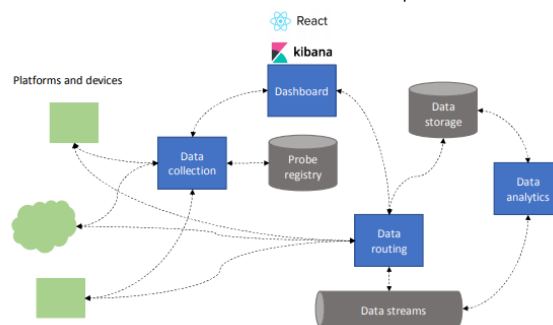 React
kibana
Platforms and devices
Dashboard
Data
storage
Data
collection
Probe
registry
Data
analytics
Data
routing
Data streams